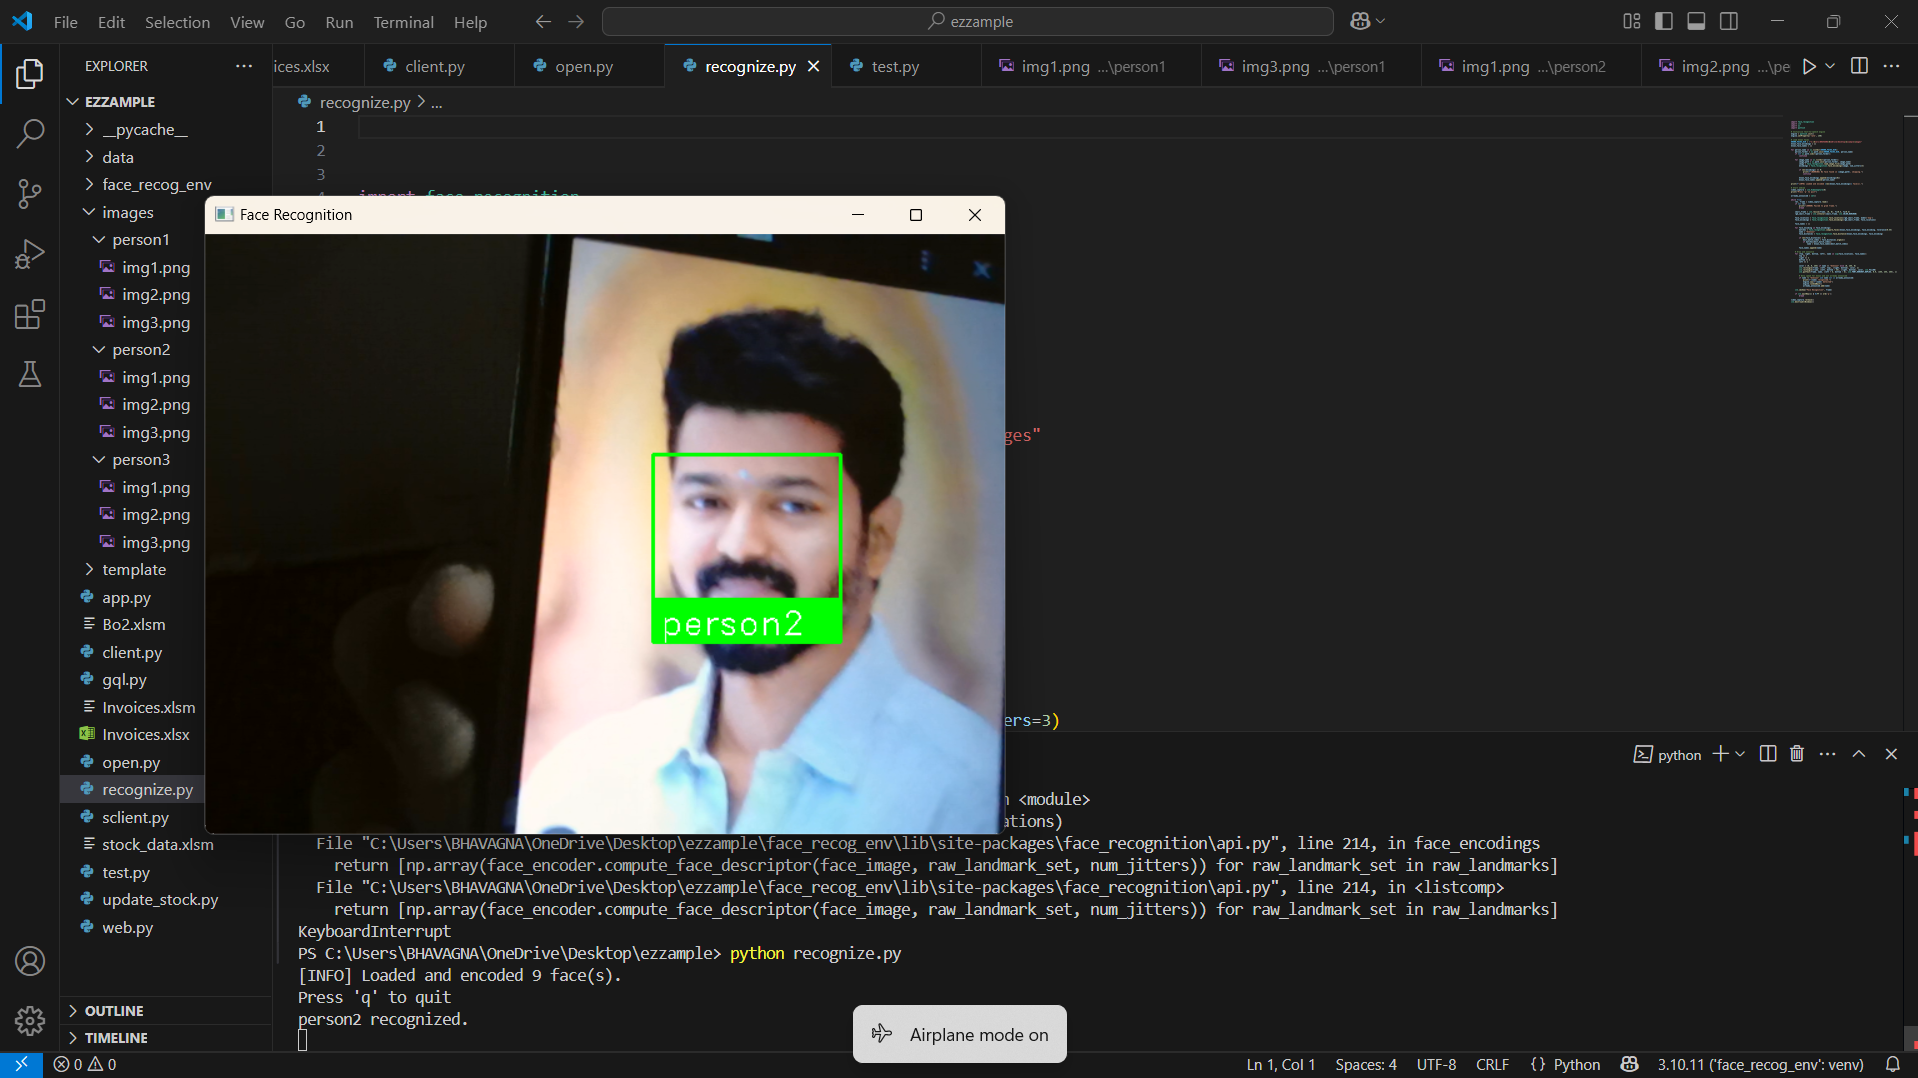 File Edit Selection View Go Run Terminal Help
ezzample
EXPLORER
ices.xlsx
client.py
open.py
recognize.py
test.py
img1.png ...\person1
img3.png ...\person1
img1.png ...\person2
img2.png ...\pe
EZZAMPLE
__pycache__
data
face_recog_env
images
person1
img1.png
img2.png
img3.png
person2
img1.png
img2.png
img3.png
person3
img1.png
img2.png
img3.png
template
app.py
Bo2.xlsm
client.py
gql.py
Invoices.xlsm
Invoices.xlsx
open.py
recognize.py
sclient.py
stock_data.xlsm
test.py
update_stock.py
web.py
OUTLINE
TIMELINE
recognize.py > ...
1
2
3
4 import face_recognition
ges"
ers=3)
Face Recognition
person2
python
<module>
ations)
File "C:\Users\BHAVAGNA\OneDrive\Desktop\ezzample\face_recog_env\lib\site-packages\face_recognition\api.py", line 214, in face_encodings
return [np.array(face_encoder.compute_face_descriptor(face_image, raw_landmark_set, num_jitters)) for raw_landmark_set in raw_landmarks]
File "C:\Users\BHAVAGNA\OneDrive\Desktop\ezzample\face_recog_env\lib\site-packages\face_recognition\api.py", line 214, in <listcomp>
return [np.array(face_encoder.compute_face_descriptor(face_image, raw_landmark_set, num_jitters)) for raw_landmark_set in raw_landmarks]
KeyboardInterrupt
PS C:\Users\BHAVAGNA\OneDrive\Desktop\ezzample> python recognize.py
[INFO] Loaded and encoded 9 face(s).
Press 'q' to quit
person2 recognized.
Airplane mode on
0 0
Ln 1, Col 1 Spaces: 4 UTF-8 CRLF {} Python 3.10.11 ('face_recog_env': venv)